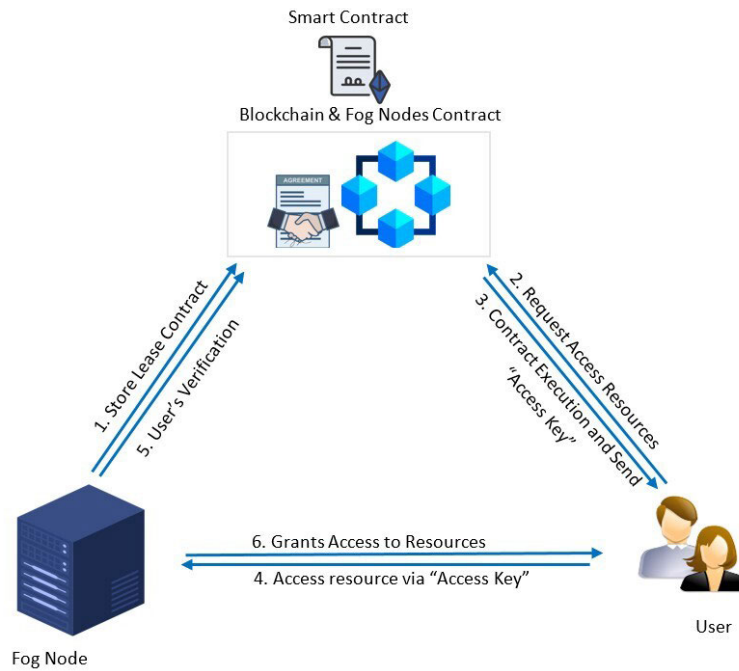 Smart Contract
Blockchain & Fog Nodes Contract
AGREEMENT
1. Store Lease Contract
5. User's Verification
2. Request Access Resources
3. Contract Execution and Send
“Access Key”
6. Grants Access to Resources
4. Access resource via “Access Key”
Fog Node
User